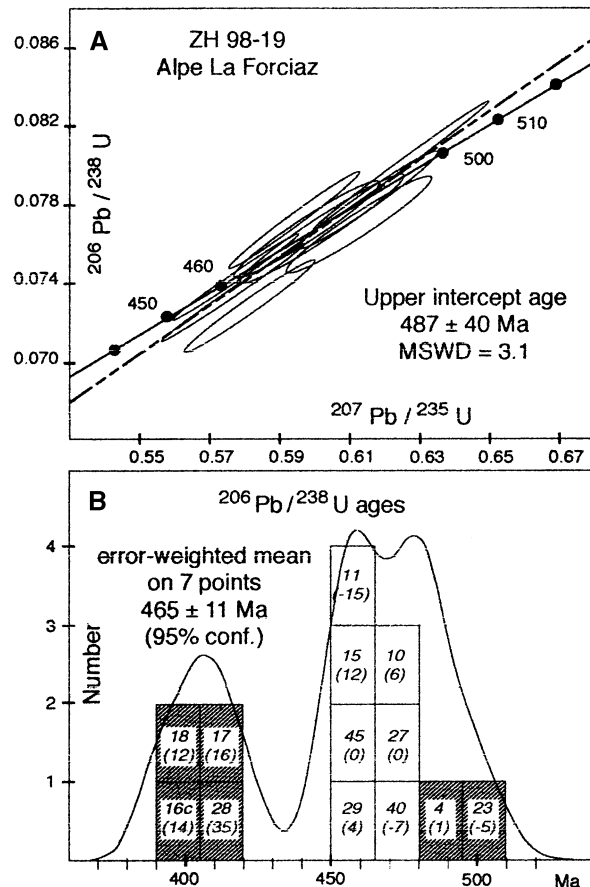 0.086
A
ZH 98-19
Alpe La Forciaz
0.082
510
500
206 Pb / 238 U
0.078
460
0.074
450
Upper intercept age
487 ± 40 Ma
MSWD = 3.1
0.070
207 Pb / 235 U
0.55 0.57 0.59 0.61 0.63 0.65 0.67
B
206 Pb / 238 U ages
4
error-weighted mean
on 7 points
465 ± 11 Ma
(95% conf.)
11
(-15)
3
Number
15 10
(12) (6)
2
18 17 45 27
(12) (16) (0) (0)
1
16c 28 29 40 4 23
(14) (35) (4) (-7) (1) (-5)
400 450 500 Ma